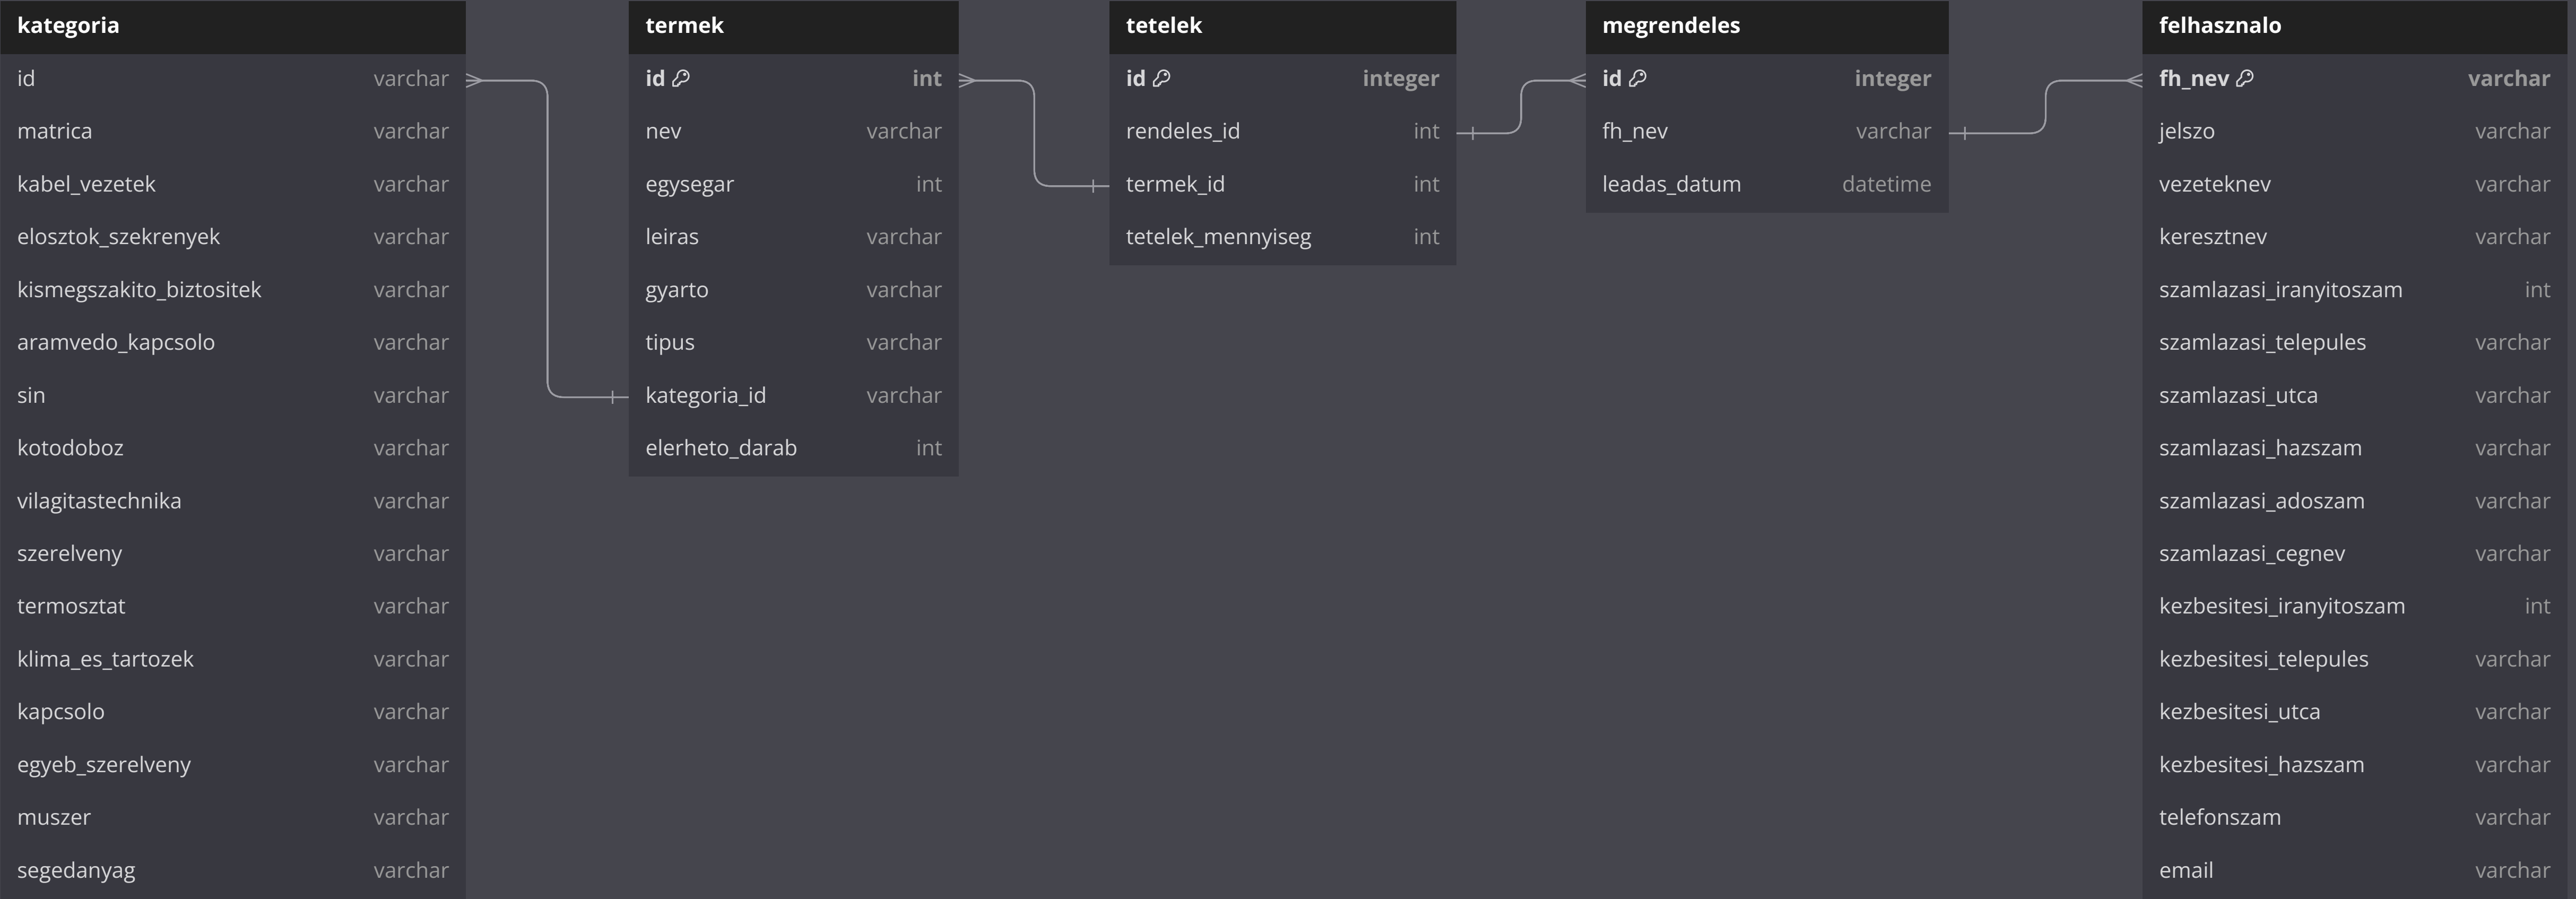 kategoria
id varchar
matrica varchar
kabel_vezetek varchar
elosztok_szekrenyek varchar
kismegszakito_biztositek varchar
aramvedo_kapcsolo varchar
sin varchar
kotodoboz varchar
vilagitastechnika varchar
szerelveny varchar
termosztat varchar
klima_es_tartozek varchar
kapcsolo varchar
egyeb_szerelveny varchar
muszer varchar
segedanyag varchar
termek
id int
nev varchar
egysegar int
leiras varchar
gyarto varchar
tipus varchar
kategoria_id varchar
elerheto_darab int
tetelek
id integer
rendeles_id int
termek_id int
tetelek_mennyiseg int
megrendeles
id integer
fh_nev varchar
leadas_datum datetime
felhasznalo
fh_nev varchar
jelszo varchar
vezeteknev varchar
keresztnev varchar
szamlazasi_iranyitoszam int
szamlazasi_telepules varchar
szamlazasi_utca varchar
szamlazasi_hazszam varchar
szamlazasi_adoszam varchar
szamlazasi_cegnev varchar
kezbesitesi_iranyitoszam int
kezbesitesi_telepules varchar
kezbesitesi_utca varchar
kezbesitesi_hazszam varchar
telefonszam varchar
email varchar